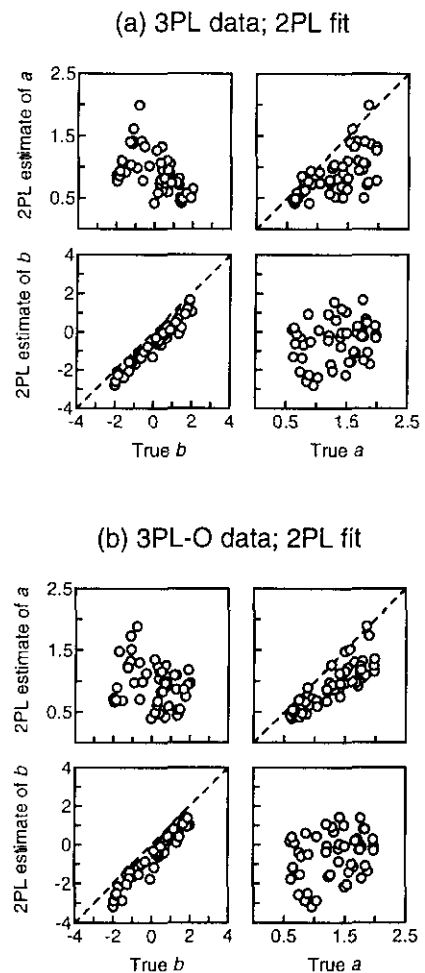 (a) 3PL data; 2PL fit
2PL estimate of a
2.5
1.5
0.5
2PL estimate of b
4
2
0
-2
-4
-2 0 2 4
True b
0.5 1.5 2.5
True a
(b) 3PL-O data; 2PL fit
2PL estimate of a
2.5
1.5
0.5
2PL estimate of b
4
2
0
-2
-4
-2 0 2 4
True b
0.5 1.5 2.5
True a